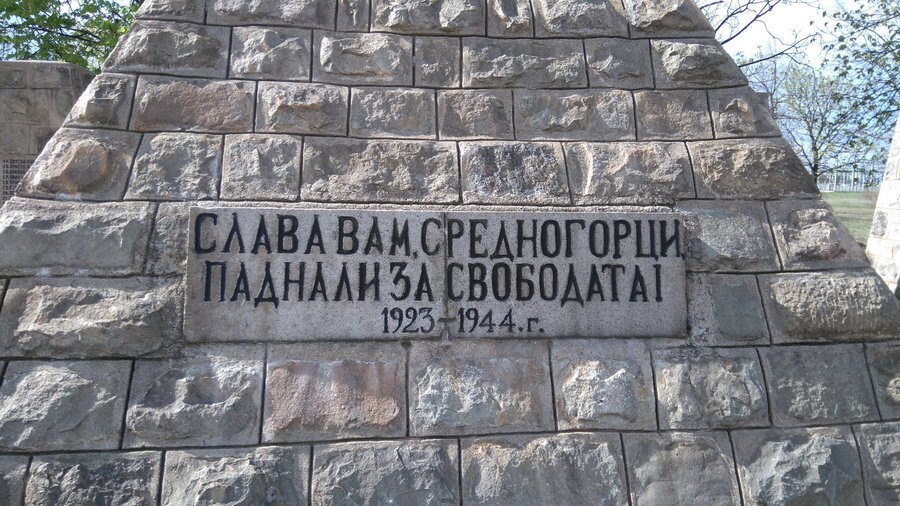 СЛАВА ВАМ, СРЕДНОГОРЦИ,
ПАДНАЛИ ЗА СВОБОДАТА!
1923-1944.г.